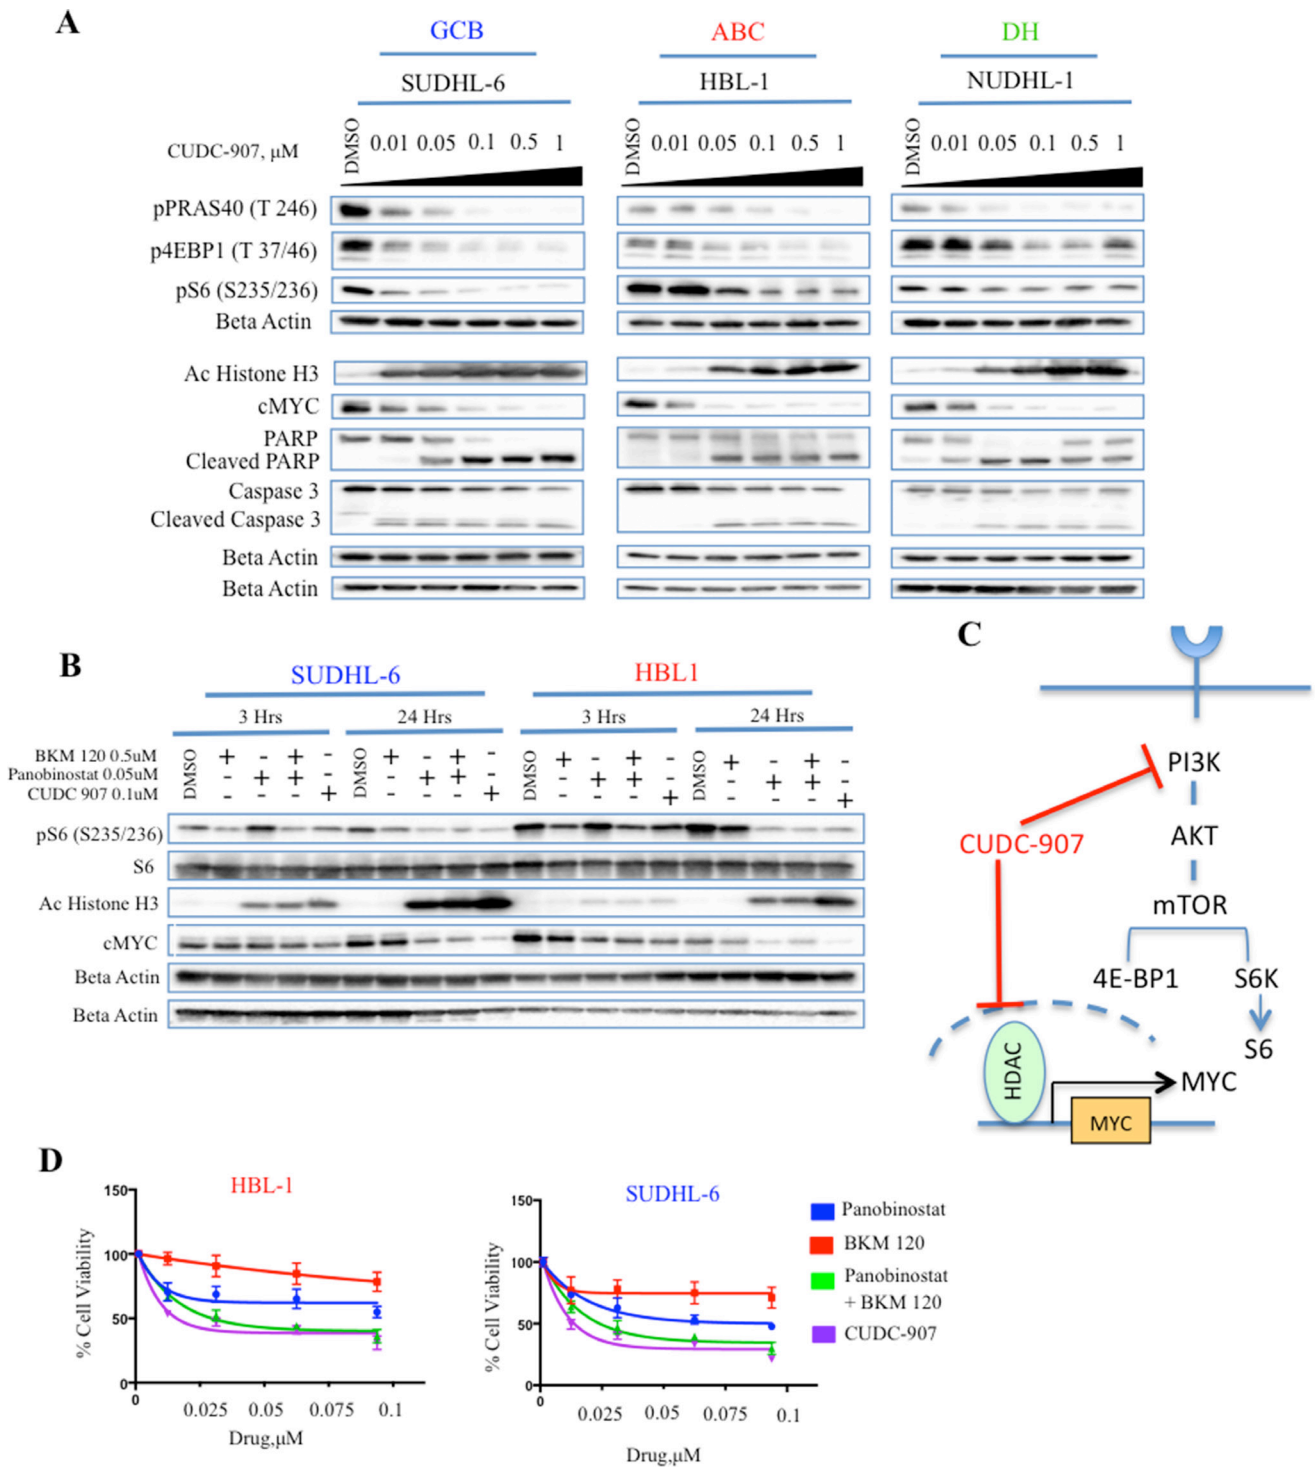 A
GCB ABC DH
SUDHL-6 HBL-1 NUDHL-1
CUDC-907, μM DMSO 0.01 0.05 0.1 0.5 1 DMSO 0.01 0.05 0.1 0.5 1 DMSO 0.01 0.05 0.1 0.5 1
pPRAS40 (T 246)
p4EBP1 (T 37/46)
pS6 (S235/236)
Beta Actin
Ac Histone H3
cMYC
PARP
Cleaved PARP
Caspase 3
Cleaved Caspase 3
Beta Actin
Beta Actin
B
SUDHL-6 HBL1
3 Hrs 24 Hrs 3 Hrs 24 Hrs
BKM 120 0.5uM DMSO + - + - DMSO + - + - DMSO + - + - DMSO + - + -
Panobinostat 0.05uM - + + - - + + - - + + - - + + -
CUDC 907 0.1uM - - - + - - - + - - - + - - - +
pS6 (S235/236)
S6
Ac Histone H3
cMYC
Beta Actin
Beta Actin
C
PI3K
CUDC-907 AKT
mTOR
4E-BP1 S6K
S6
HDAC
MYC
MYC
D
HBL-1
150
100
50
0
% Cell Viability
0 0.025 0.05 0.075 0.1
Drug,μM
SUDHL-6
150
100
50
0
% Cell Viability
0 0.025 0.05 0.075 0.1
Drug,μM
Panobinostat
BKM 120
Panobinostat
+ BKM 120
CUDC-907